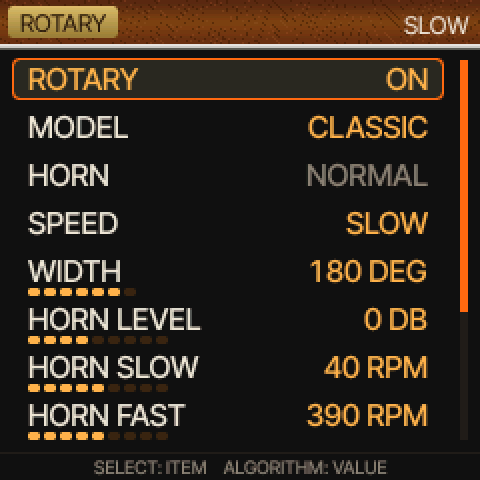 ROTARY SLOW
ROTARY ON
MODEL CLASSIC
HORN NORMAL
SPEED SLOW
WIDTH 180 DEG
HORN LEVEL 0 DB
HORN SLOW 40 RPM
HORN FAST 390 RPM
SELECT: ITEM ALGORITHM: VALUE